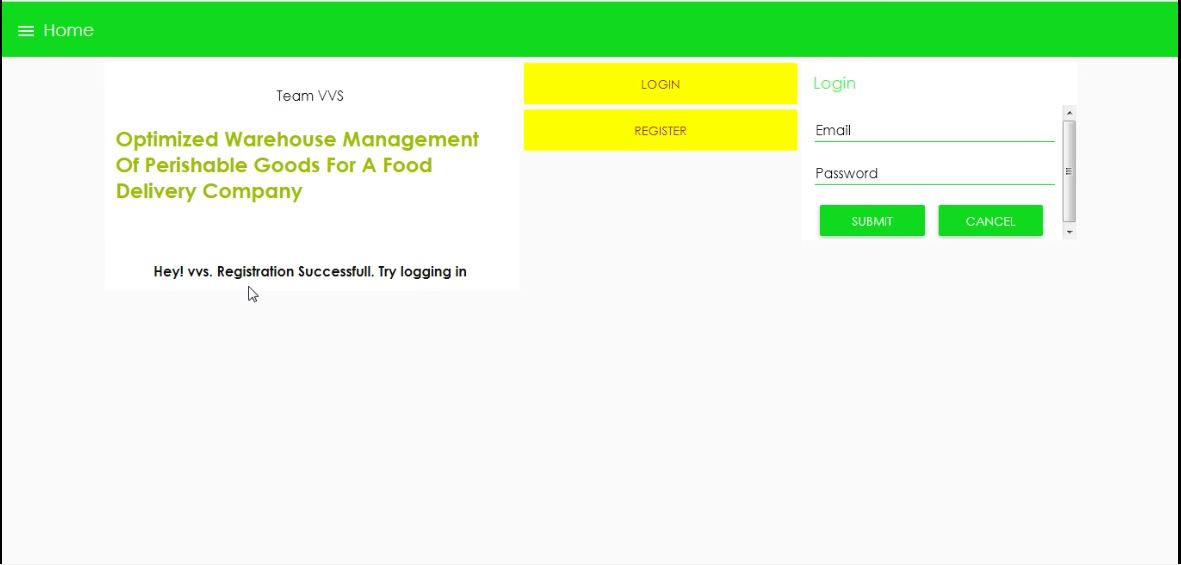 Home
Team VVS
Optimized Warehouse Management
Of Perishable Goods For A Food
Delivery Company
Hey! vvs. Registration Successfull. Try logging in
LOGIN
REGISTER
Login
Email
Password
SUBMIT CANCEL